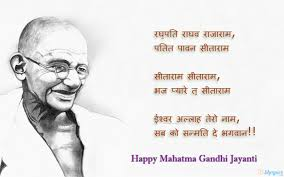 रघुपति राघव राजाराम,
पतित पावन सीताराम
सीताराम सीताराम,
भज प्यारे तू सीताराम
ईश्वर अल्लाह तेरो नाम,
सब को सन्मति दे भगवान!!
Happy Mahatma Gandhi Jayanti